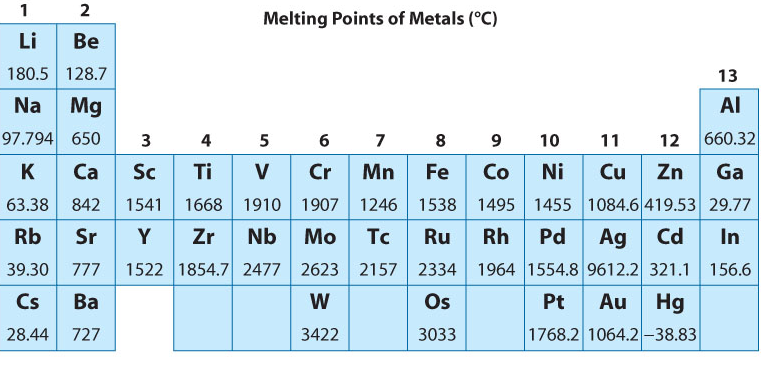 1 2 Melting Points of Metals (°C)
Li Be
180.5 128.7 13
Na Mg Al
97.794 650 3 4 5 6 7 8 9 10 11 12 660.32
K Ca Sc Ti V Cr Mn Fe Co Ni Cu Zn Ga
63.38 842 1541 1668 1910 1907 1246 1538 1495 1455 1084.6 419.53 29.77
Rb Sr Y Zr Nb Mo Tc Ru Rh Pd Ag Cd In
39.30 777 1522 1854.7 2477 2623 2157 2334 1964 1554.8 9612.2 321.1 156.6
Cs Ba W Os Pt Au Hg
28.44 727 3422 3033 1768.2 1064.2 −38.83